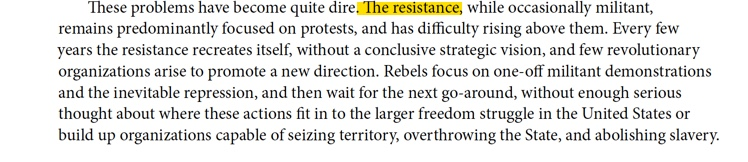 These problems have become quite dire. The resistance, while occasionally militant,
remains predominantly focused on protests, and has difficulty rising above them. Every few
years the resistance recreates itself, without a conclusive strategic vision, and few revolutionary
organizations arise to promote a new direction. Rebels focus on one-off militant demonstrations
and the inevitable repression, and then wait for the next go-around, without enough serious
thought about where these actions fit in to the larger freedom struggle in the United States or
build up organizations capable of seizing territory, overthrowing the State, and abolishing slavery.